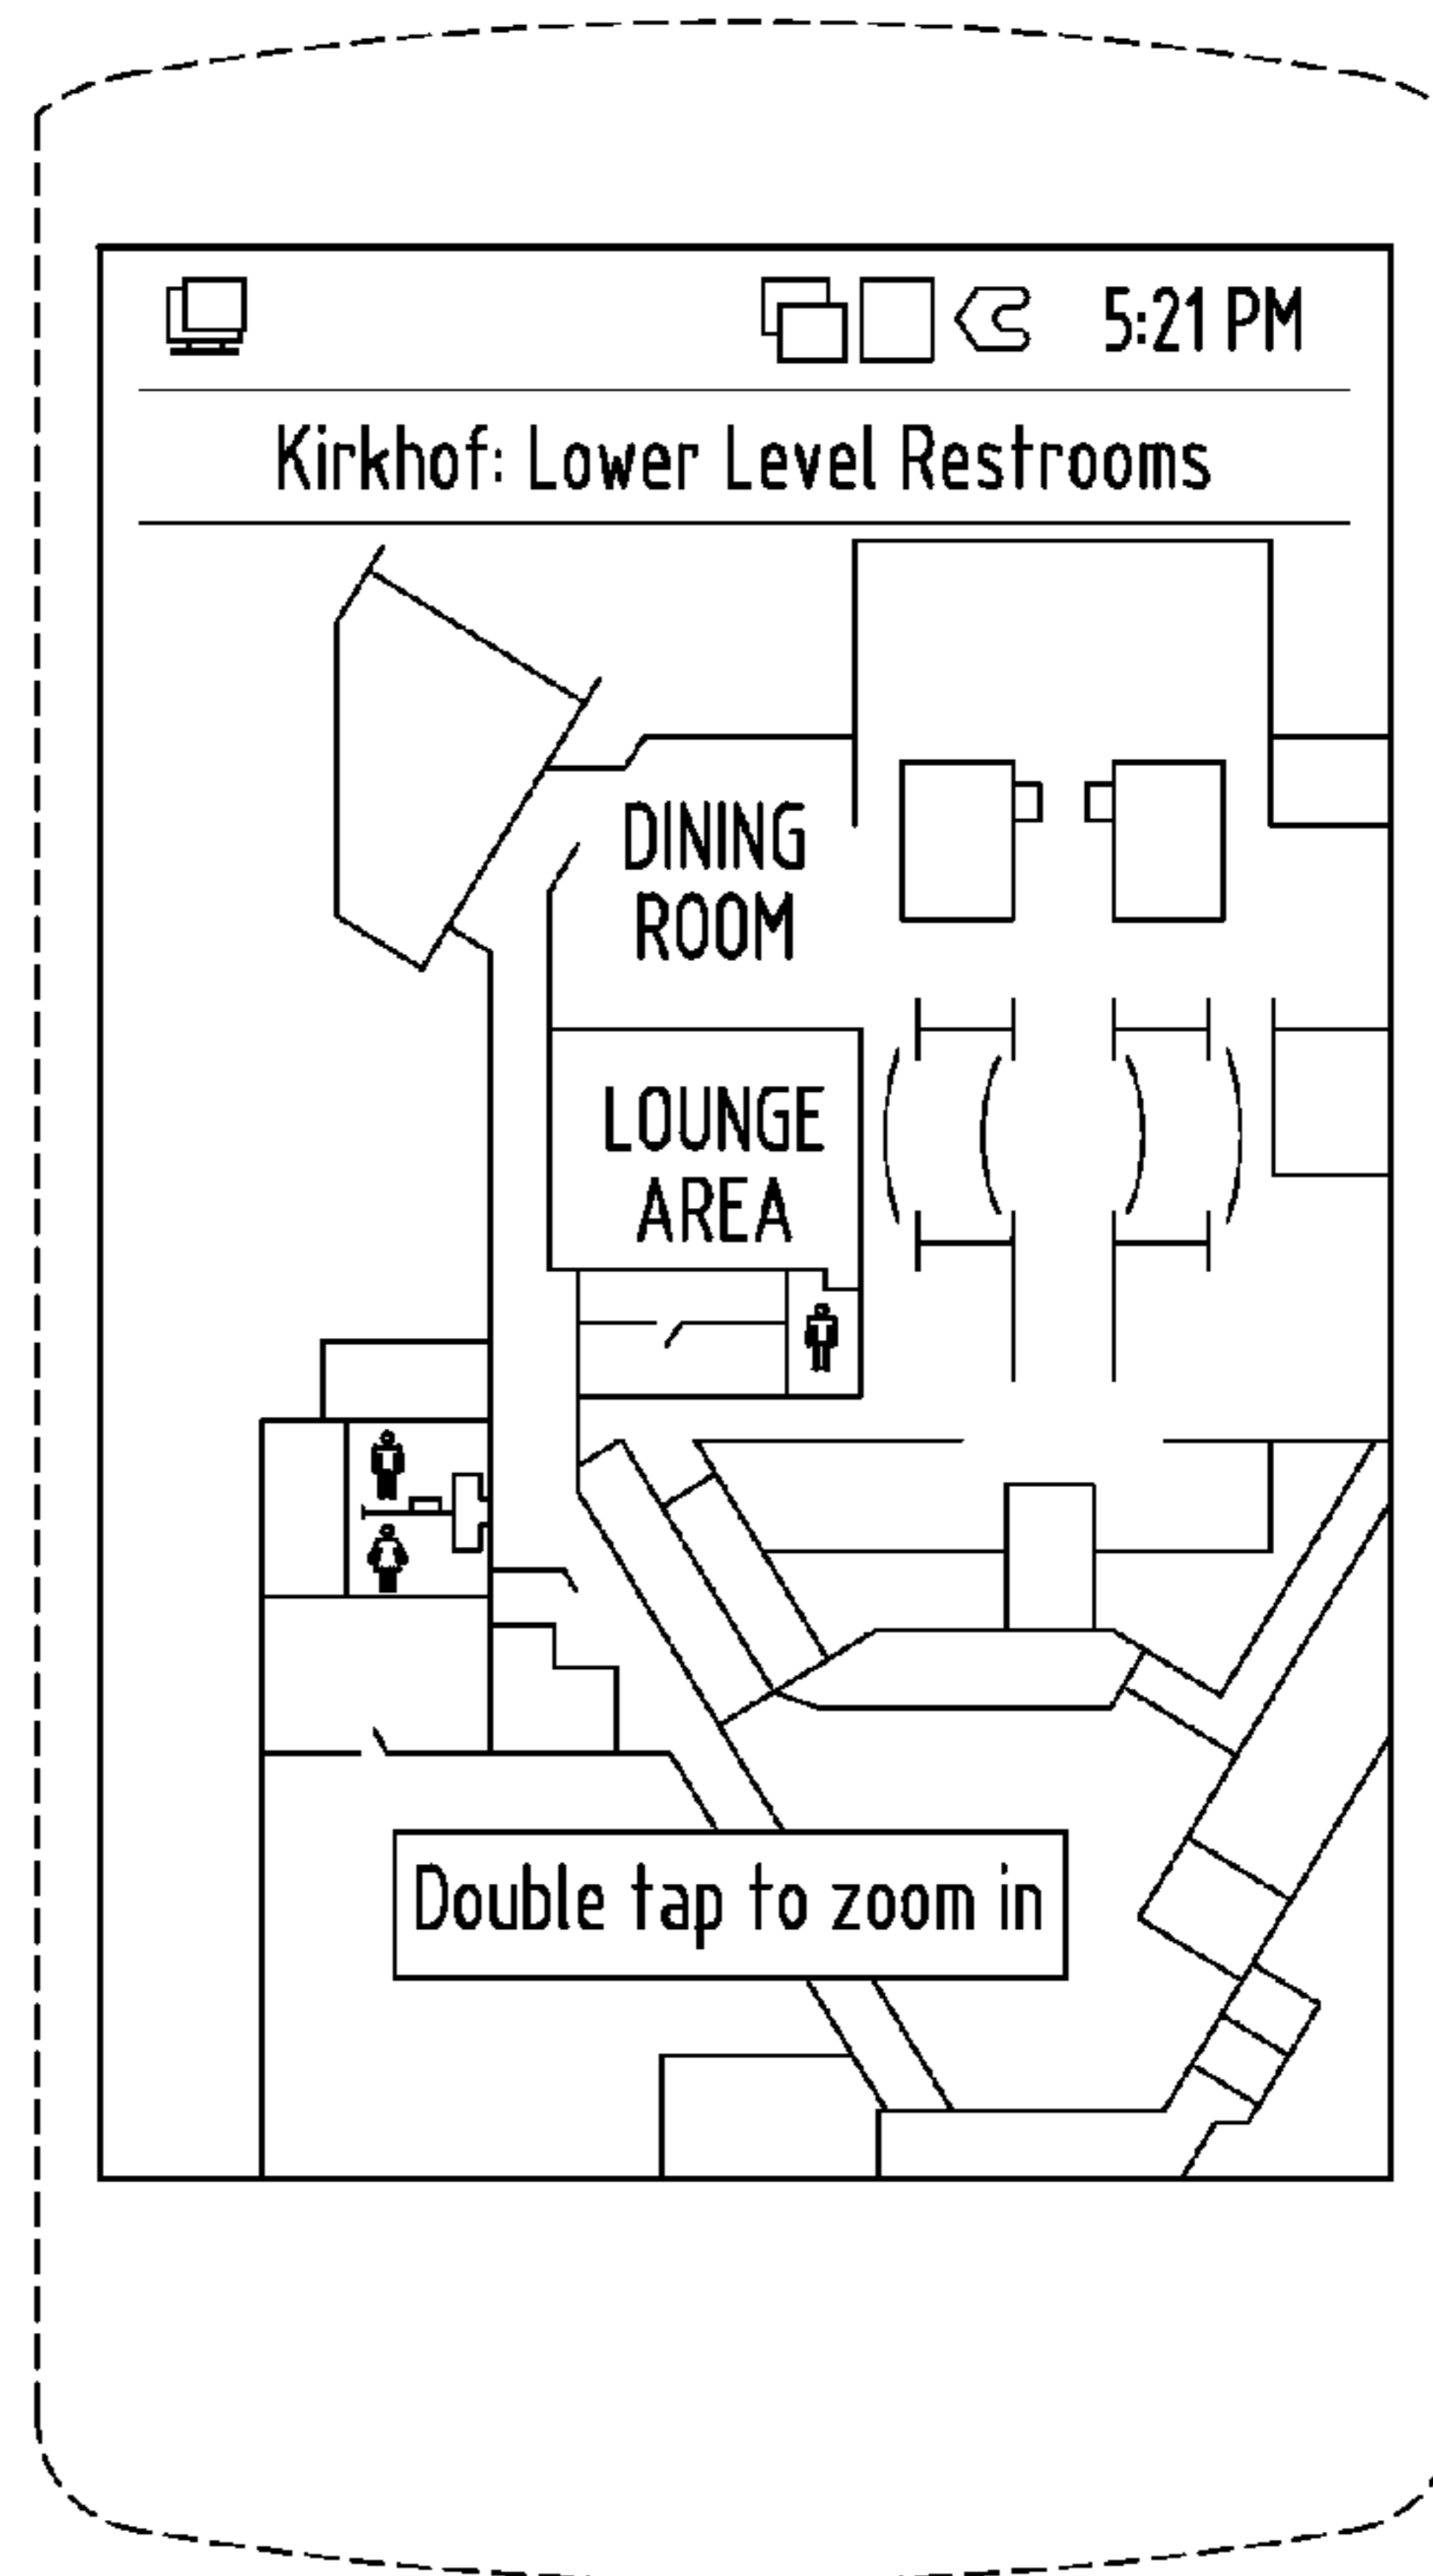 5:21 PM
Kirkhof: Lower Level Restrooms
DINING
ROOM
LOUNGE
AREA
Double tap to zoom in